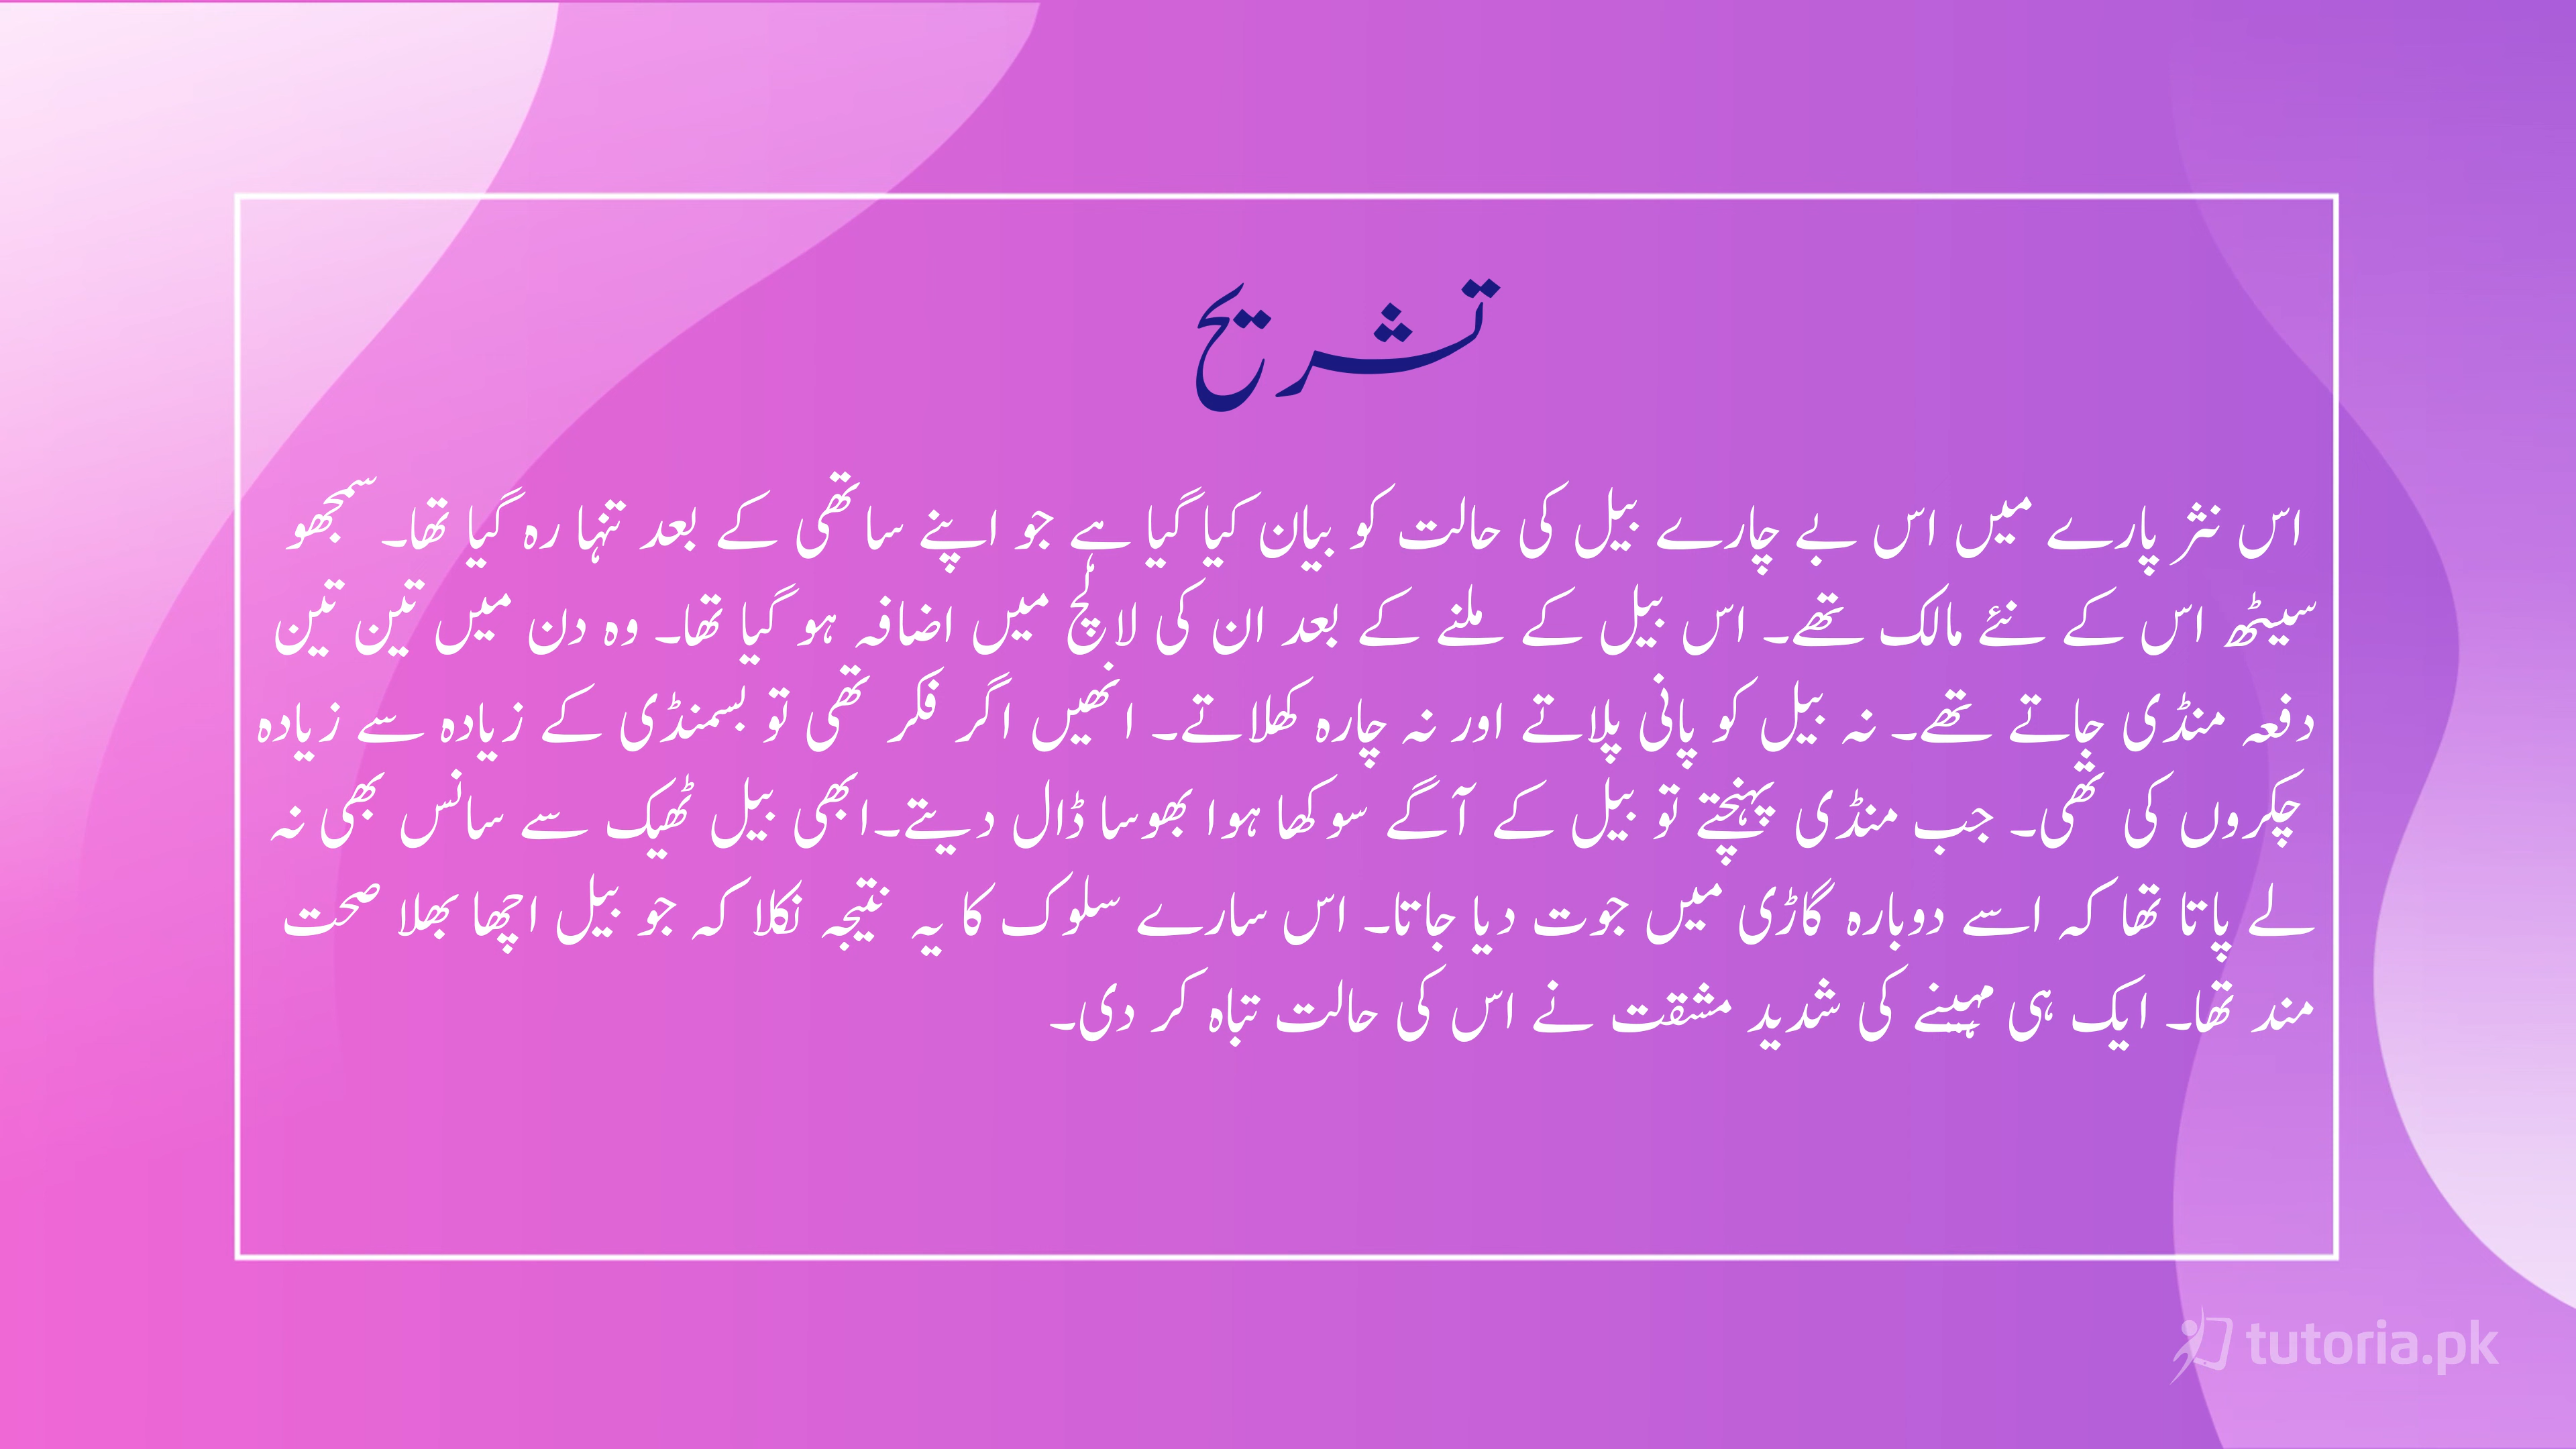 تشریح
اس نثر پارے میں اس بے چارے بیل کی حالت کو بیان کیا گیا ہے جو اپنے ساتھی کے بعد تنہا رہ گیا تھا۔ سمجھو
سیٹھ اس کے نئے مالک تھے۔ اس بیل کے ملنے کے بعد ان کی لالچ میں اضافہ ہو گیا تھا۔ وہ دن میں تین تین
دفعہ منڈی جاتے تھے۔ نہ بیل کو پانی پلاتے اور نہ چارہ کھلاتے۔ انھیں اگر فکر تھی تو بسمنڈی کے زیادہ سے زیادہ
چکروں کی تھی۔ جب منڈی پہنچتے تو بیل کے آگے سوکھا ہوا بھوسا ڈال دیتے۔ابھی بیل ٹھیک سے سانس بھی نہ
لے پاتا تھا کہ اسے دوبارہ گاڑی میں جوت دیا جاتا۔ اس سارے سلوک کا یہ نتیجہ نکلا کہ جو بیل اچھا بھلا صحت
مند تھا۔ ایک ہی مہینے کی شدید مشقت نے اس کی حالت تباہ کر دی۔
tutoria.pk